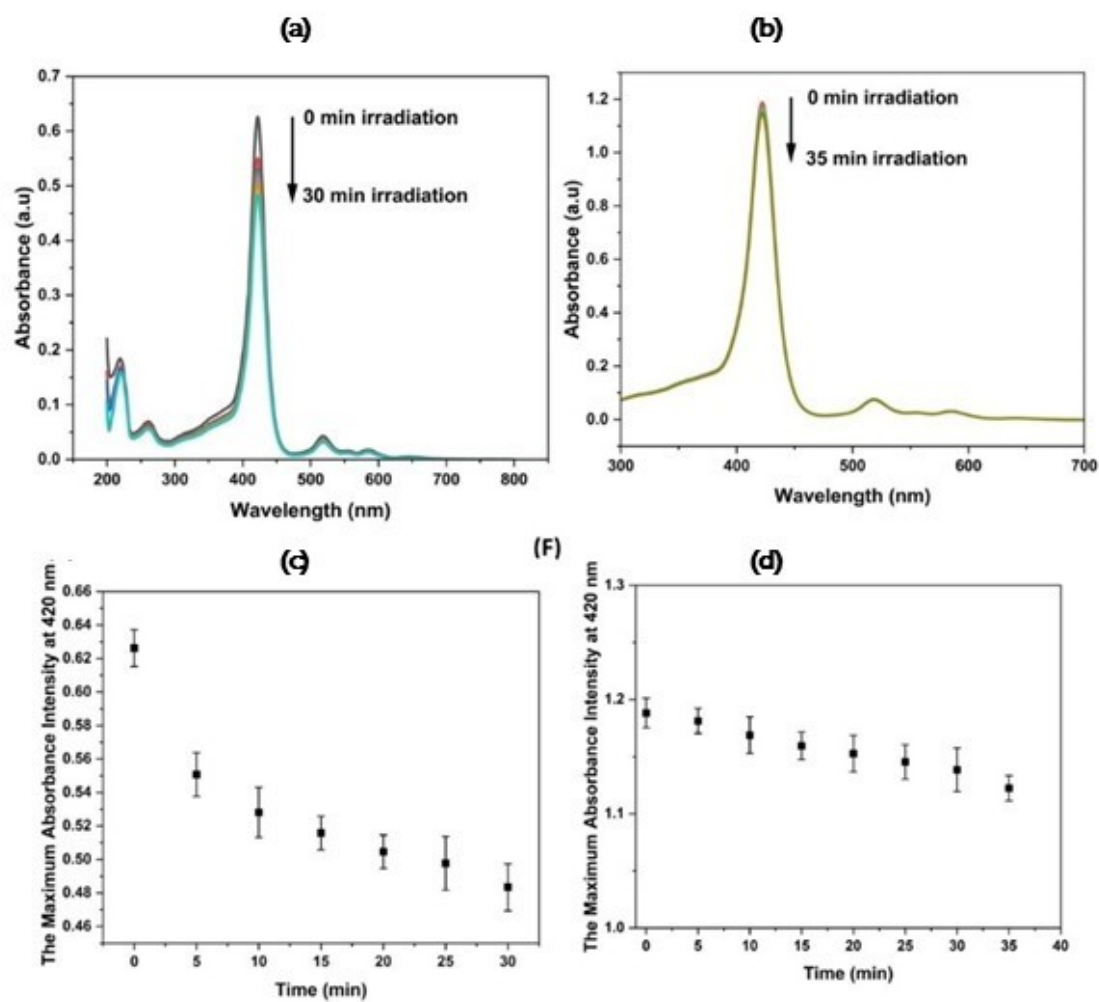 (a)
0.7
0.6
0.5
0.4
0.3
0.2
0.1
0.0
Absorbance (a.u)
0 min irradiation
30 min irradiation
200 300 400 500 600 700 800
Wavelength (nm)
(b)
1.2
1.0
0.8
0.6
0.4
0.2
0.0
Absorbance (a.u)
0 min irradiation
35 min irradiation
300 400 500 600 700
Wavelength (nm)
(F)
(c)
0.66
0.64
0.62
0.60
0.58
0.56
0.54
0.52
0.50
0.48
0.46
The Maximum Absorbance Intensity at 420 nm
0 5 10 15 20 25 30
Time (min)
(d)
1.3
1.2
1.1
1.0
The Maximum Absorbance Intensity at 420 nm
0 5 10 15 20 25 30 35 40
Time (min)